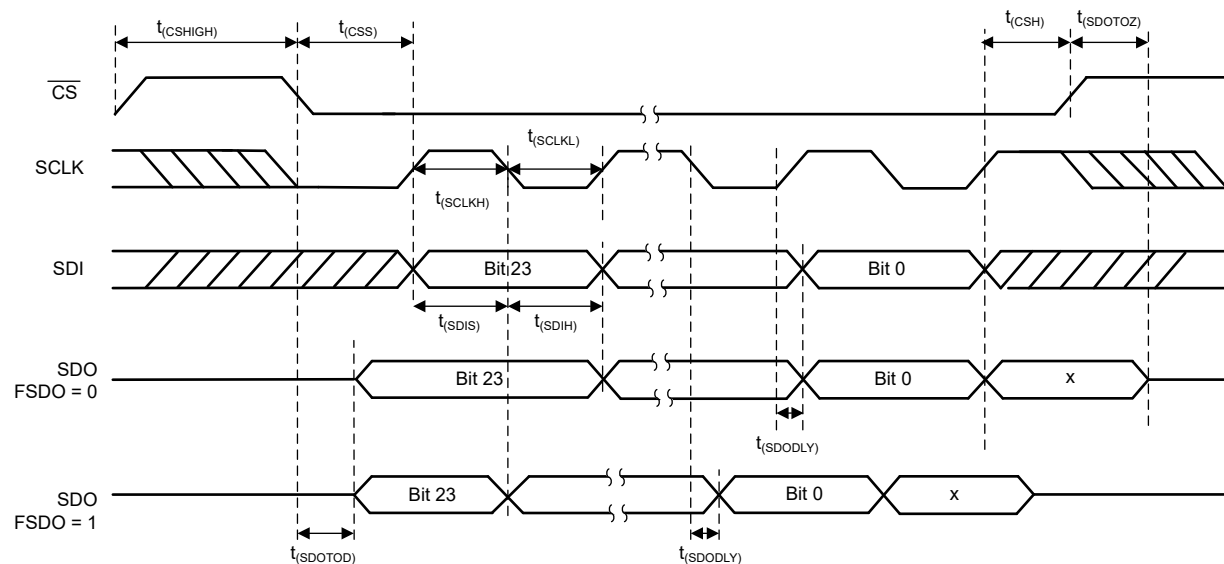 t(CSHIGH) t(CSS) t(CSH) t(SDOTOZ)
CS
SCLK t(SCLKL)
t(SCLKH)
SDI Bit 23 Bit 0
t(SDIS) t(SDIH)
SDO
FSDO = 0 Bit 23 Bit 0 x
t(SDODLY)
SDO
FSDO = 1 Bit 23 Bit 0 x
t(SDOTOD) t(SDODLY)